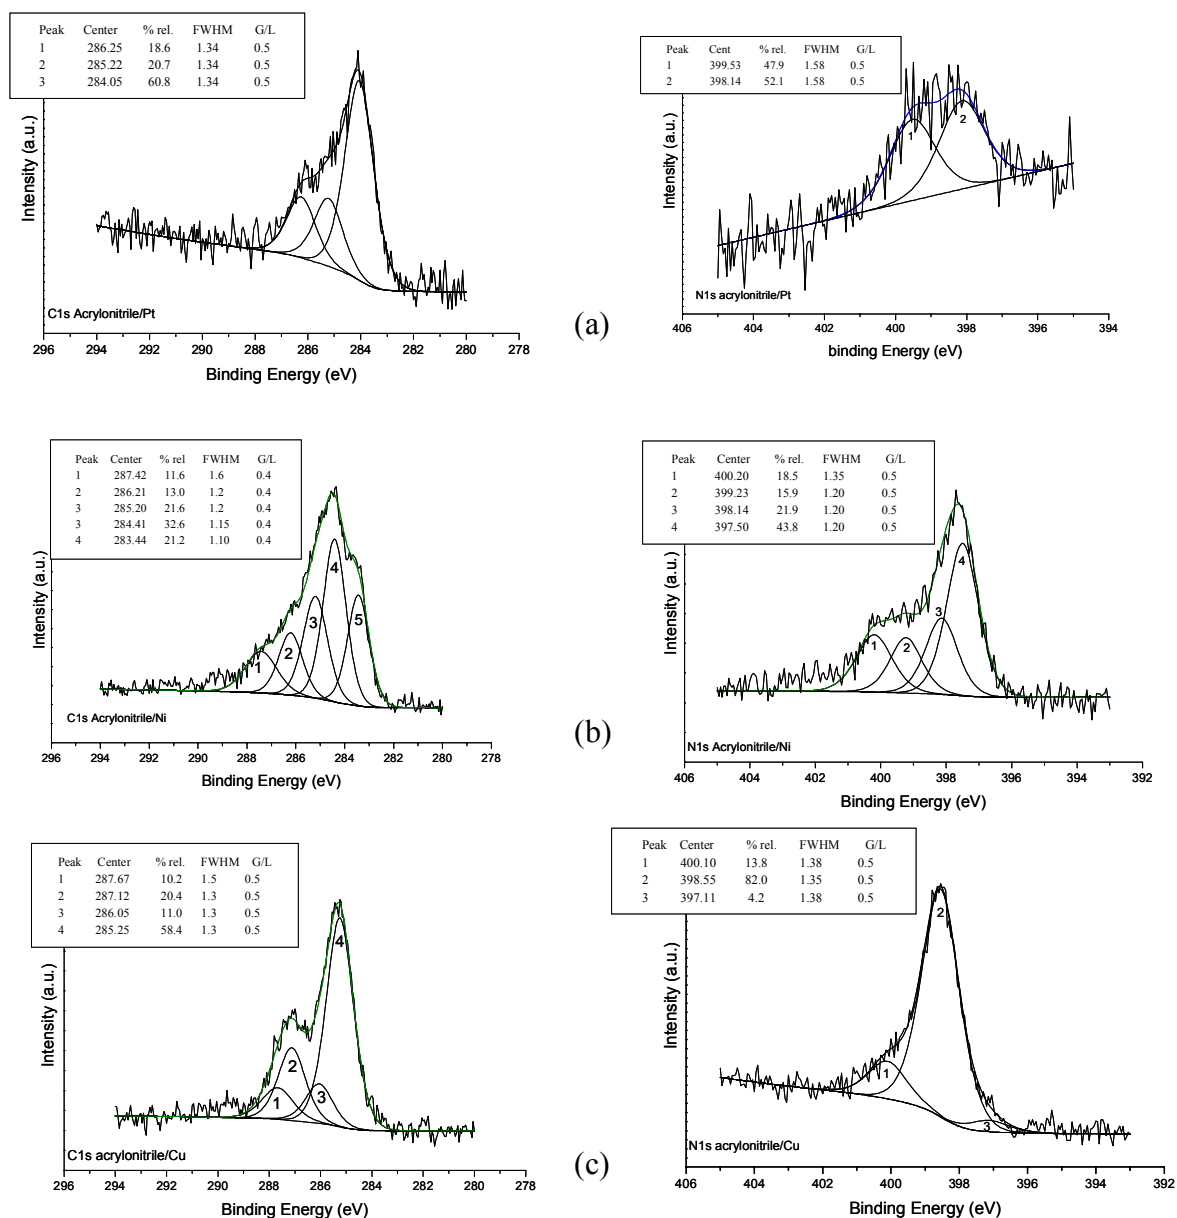 Peak Center % rel. FWHM G/L
1 286.25 18.6 1.34 0.5
2 285.22 20.7 1.34 0.5
3 284.05 60.8 1.34 0.5
Intensity (a.u.)
C1s Acrylonitrile/Pt
296 294 292 290 288 286 284 282 280 278
Binding Energy (eV)
Peak Cent % rel. FWHM G/L
1 399.53 47.9 1.58 0.5
2 398.14 52.1 1.58 0.5
Intensity (a.u.)
1 2
N1s acrylonitrile/Pt
406 404 402 400 398 396 394
binding Energy (eV)
(a)
Peak Center % rel FWHM G/L
1 287.42 11.6 1.6 0.4
2 286.21 13.0 1.2 0.4
3 285.20 21.6 1.2 0.4
3 284.41 32.6 1.15 0.4
4 283.44 21.2 1.10 0.4
Intensity (a.u.)
1 2 3 4 5
C1s Acrylonitrile/Ni
296 294 292 290 288 286 284 282 280 278
Binding Energy (eV)
Peak Center % rel. FWHM G/L
1 400.20 18.5 1.35 0.5
2 399.23 15.9 1.20 0.5
3 398.14 21.9 1.20 0.5
4 397.50 43.8 1.20 0.5
Intensity (a.u.)
1 2 3 4
N1s Acrylonitrile/Ni
406 404 402 400 398 396 394 392
Binding Energy (eV)
(b)
Peak Center % rel. FWHM G/L
1 287.67 10.2 1.5 0.5
2 287.12 20.4 1.3 0.5
3 286.05 11.0 1.3 0.5
4 285.25 58.4 1.3 0.5
Intensity (a.u.)
1 2 3 4
C1s acrylonitrile/Cu
296 294 292 290 288 286 284 282 280 278
Binding Energy (eV)
Peak Center % rel. FWHM G/L
1 400.10 13.8 1.38 0.5
2 398.55 82.0 1.35 0.5
3 397.11 4.2 1.38 0.5
Intensity (a.u.)
1 2 3
N1s acrylonitrile/Cu
406 404 402 400 398 396 394 392
Binding Energy (eV)
(c)